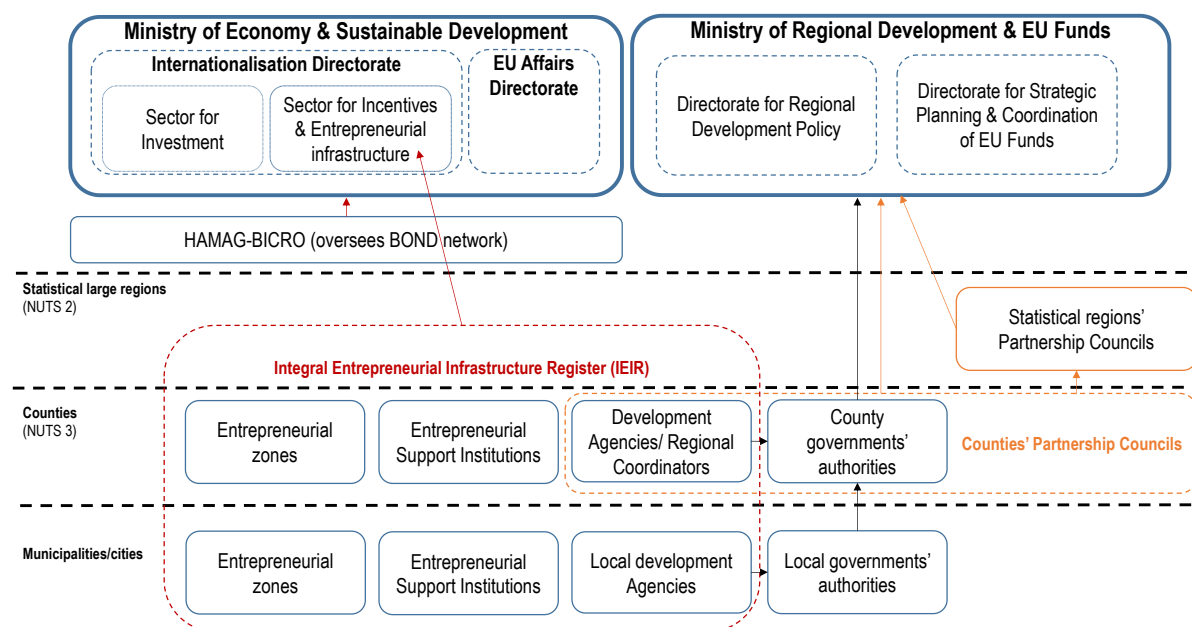 Ministry of Economy & Sustainable Development
Internationalisation Directorate
Sector for
Investment
Sector for Incentives
& Entrepreneurial
infrastructure
EU Affairs
Directorate
Ministry of Regional Development & EU Funds
Directorate for Regional
Development Policy
Directorate for Strategic
Planning & Coordination
of EU Funds
HAMAG-BICRO (oversees BOND network)
Statistical large regions
(NUTS 2)
Statistical regions'
Partnership Councils
Integral Entrepreneurial Infrastructure Register (IEIR)
Counties
(NUTS 3)
Entrepreneurial
zones
Entrepreneurial
Support Institutions
Development
Agencies/ Regional
Coordinators
County
governments'
authorities
Counties' Partnership Councils
Municipalities/cities
Entrepreneurial
zones
Entrepreneurial
Support Institutions
Local development
Agencies
Local governments'
authorities